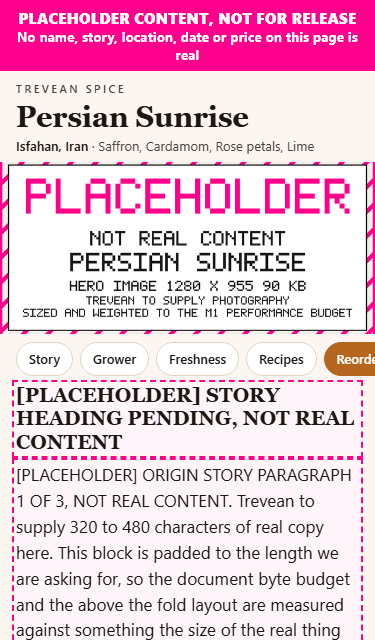 PLACEHOLDER CONTENT, NOT FOR RELEASE
No name, story, location, date or price on this page is
real
TREVEAN SPICE
Persian Sunrise
Isfahan, Iran · Saffron, Cardamom, Rose petals, Lime
PLACEHOLDER
NOT REAL CONTENT
PERSIAN SUNRISE
HERO IMAGE 1280 X 955 90 KB
TREVEAN TO SUPPLY PHOTOGRAPHY
SIZED AND WEIGHTED TO THE M1 PERFORMANCE BUDGET
Story Grower Freshness Recipes Reorde
[PLACEHOLDER] STORY
HEADING PENDING, NOT REAL
CONTENT
[PLACEHOLDER] ORIGIN STORY PARAGRAPH
1 OF 3, NOT REAL CONTENT. Trevean to
supply 320 to 480 characters of real copy
here. This block is padded to the length we
are asking for, so the document byte budget
and the above the fold layout are measured
against something the size of the real thing